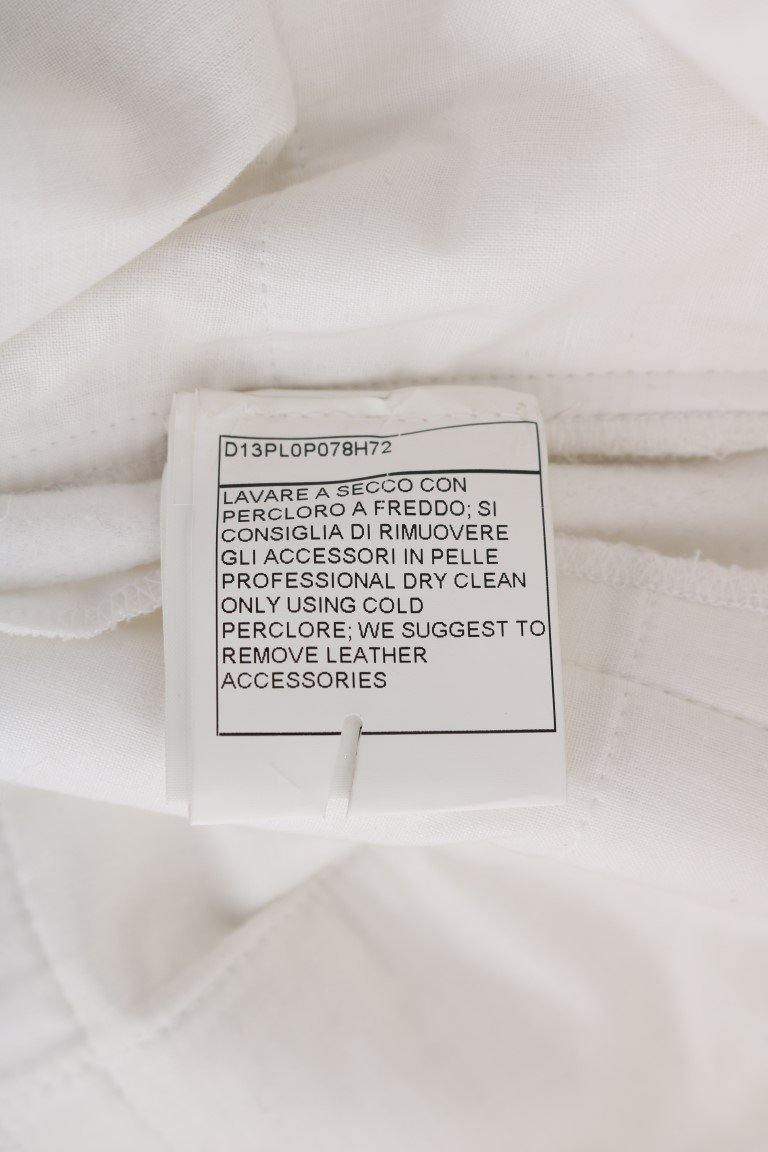 D13PL0P078H72
LAVARE A SECCO CON
PERCLORO A FREDDO; SI
CONSIGLIA DI RIMUOVERE
GLI ACCESSORI IN PELLE
PROFESSIONAL DRY CLEAN
ONLY USING COLD
PERCLORE; WE SUGGEST TO
REMOVE LEATHER
ACCESSORIES